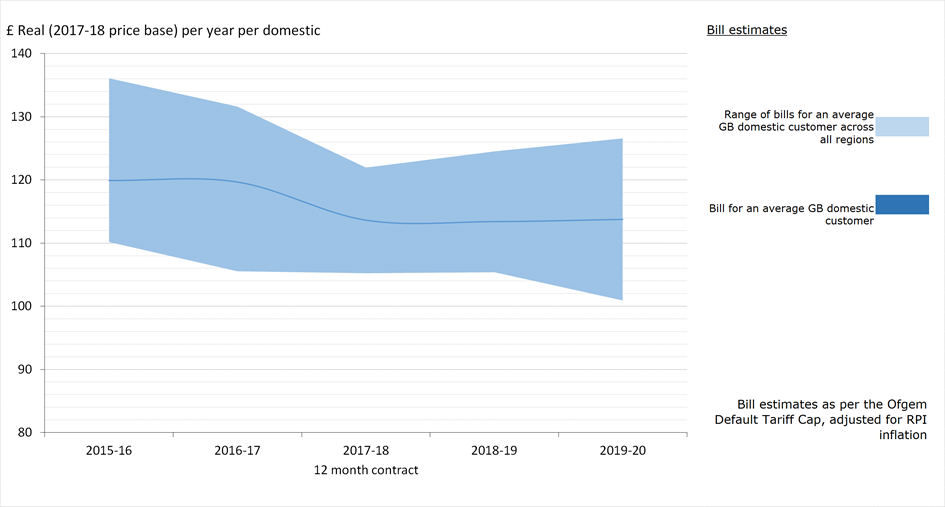 £ Real (2017-18 price base) per year per domestic
Bill estimates
140
130
120
110
100
90
80
2015-16
2016-17
2017-18
2018-19
2019-20
12 month contract
Range of bills for an average
GB domestic customer across
all regions
Bill for an average GB domestic
customer
Bill estimates as per the Ofgem
Default Tariff Cap, adjusted for RPI
inflation